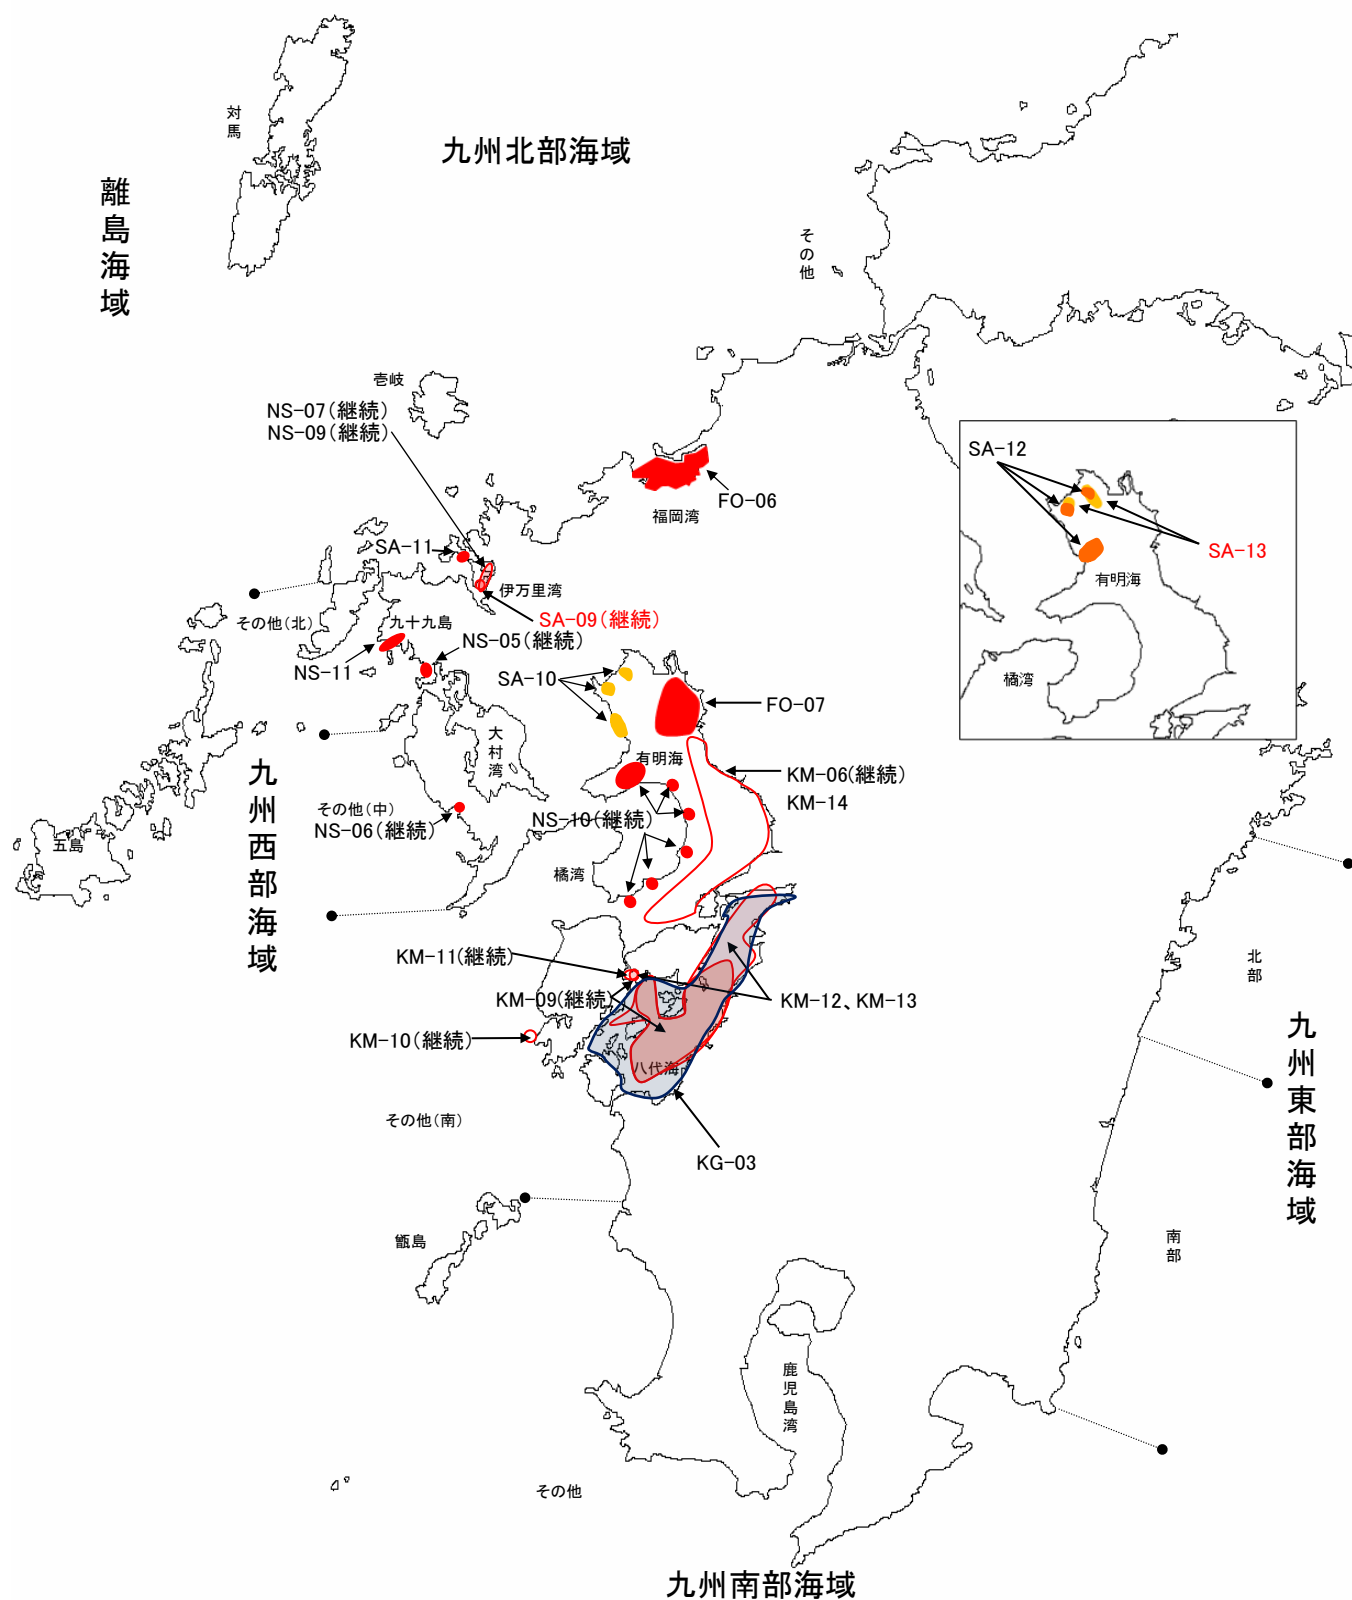 対馬
九州北部海域
離島海域
その他
壱岐
NS-07(継続)
NS-09(継続)
FO-06
福岡湾
SA-11
伊万里湾
SA-09(継続)
その他(北)
九十九島
NS-05(継続)
NS-11
SA-10
FO-07
大村湾
有明海
KM-06(継続)
KM-14
九州西部海域
その他(中)
NS-06(継続)
NS-10(継続)
五島
橘湾
KM-11(継続)
KM-09(継続)
KM-12、KM-13
KM-10(継続)
八代海
その他(南)
KG-03
甑島
鹿児島湾
その他
九州南部海域
SA-12
SA-13
有明海
橘湾
北部
九州東部海域
南部